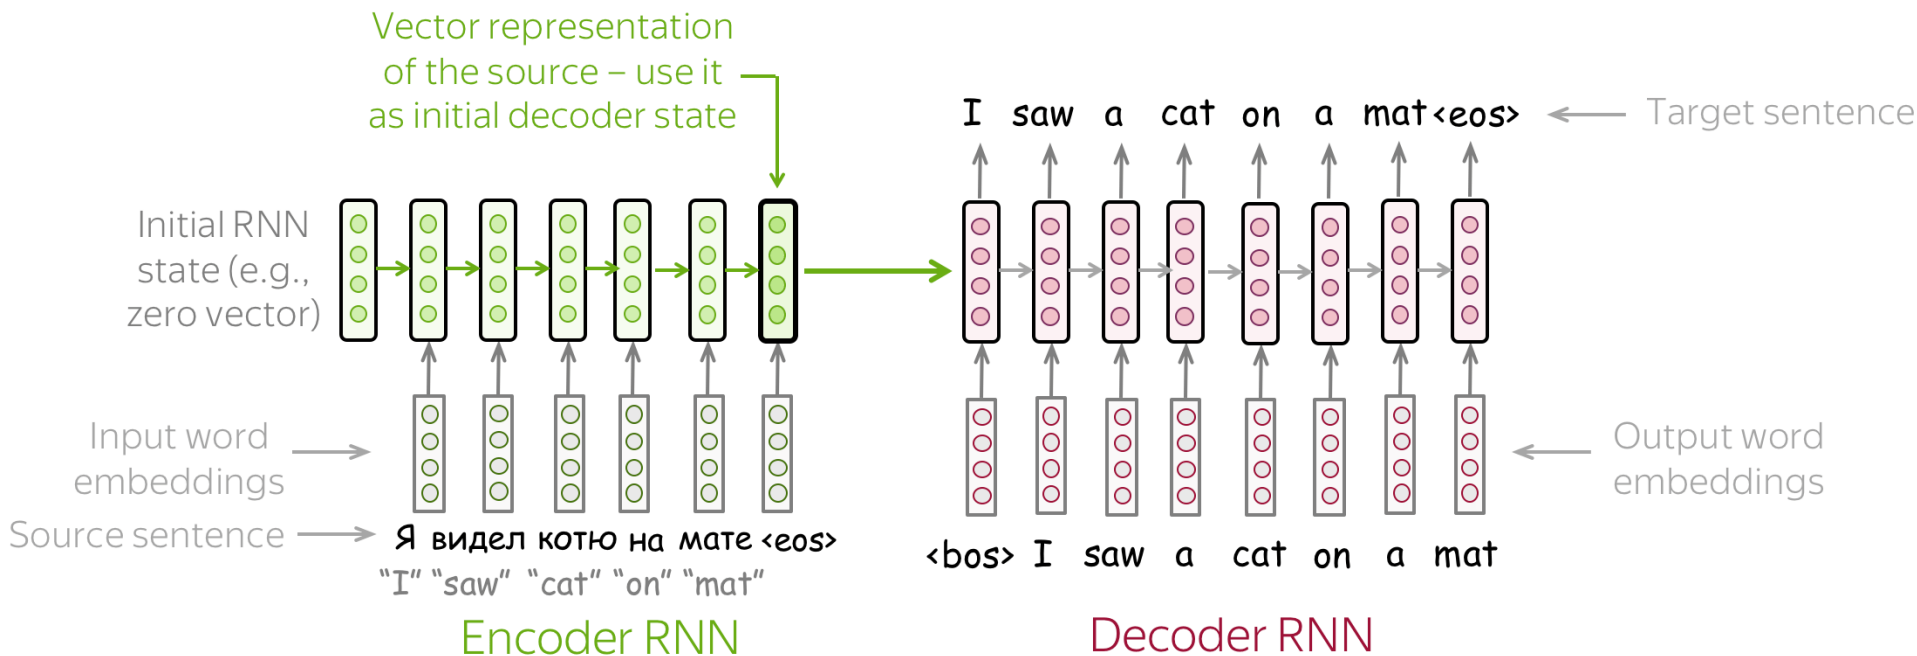 Vector representation
of the source – use it
as initial decoder state
I saw a cat on a mat <eos>
Target sentence
Initial RNN
state (e.g.,
zero vector)
Input word
embeddings
Output word
embeddings
Source sentence
Я видел котю на мате <eos>
"I" "saw" "cat" "on" "mat"
<bos> I saw a cat on a mat
Encoder RNN
Decoder RNN